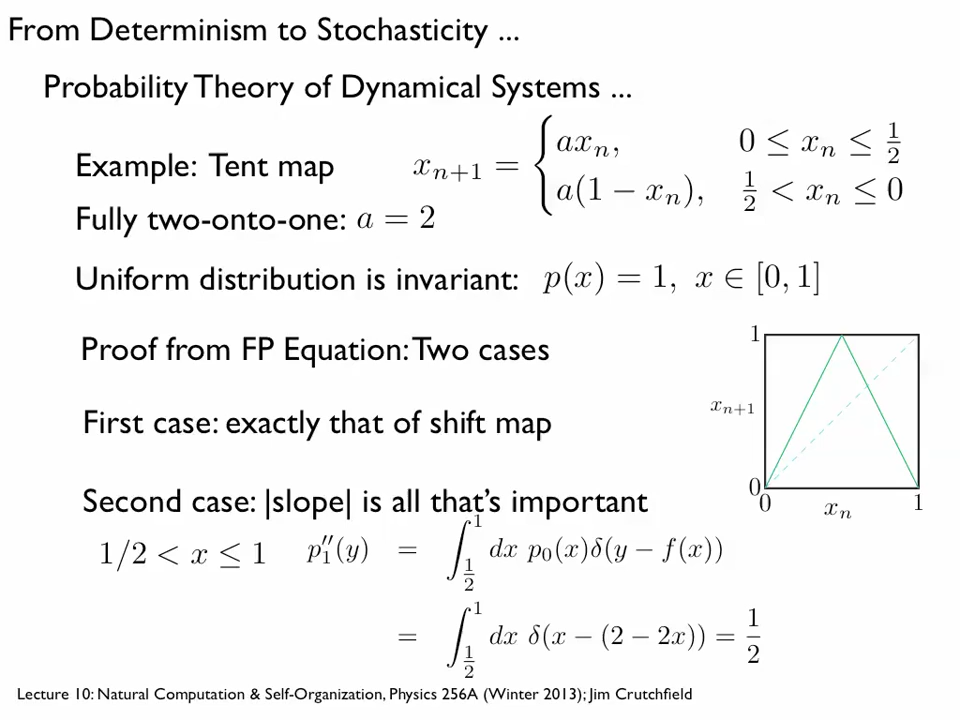 From Determinism to Stochasticity ...
Probability Theory of Dynamical Systems ...
Example: Tent map x_{n+1} = { ax_n, 0 ≤ x_n ≤ 1/2
a(1 − x_n), 1/2 < x_n ≤ 0
Fully two-onto-one: a = 2
Uniform distribution is invariant: p(x) = 1, x ∈ [0, 1]
Proof from FP Equation: Two cases
First case: exactly that of shift map
Second case: |slope| is all that's important
1/2 < x ≤ 1 p''_1(y) = ∫_{1/2}^{1} dx p_0(x)δ(y − f(x))
= ∫_{1/2}^{1} dx δ(x − (2 − 2x)) = 1/2
1
x_{n+1}
0
0 x_n 1
Lecture 10: Natural Computation & Self-Organization, Physics 256A (Winter 2013); Jim Crutchfield